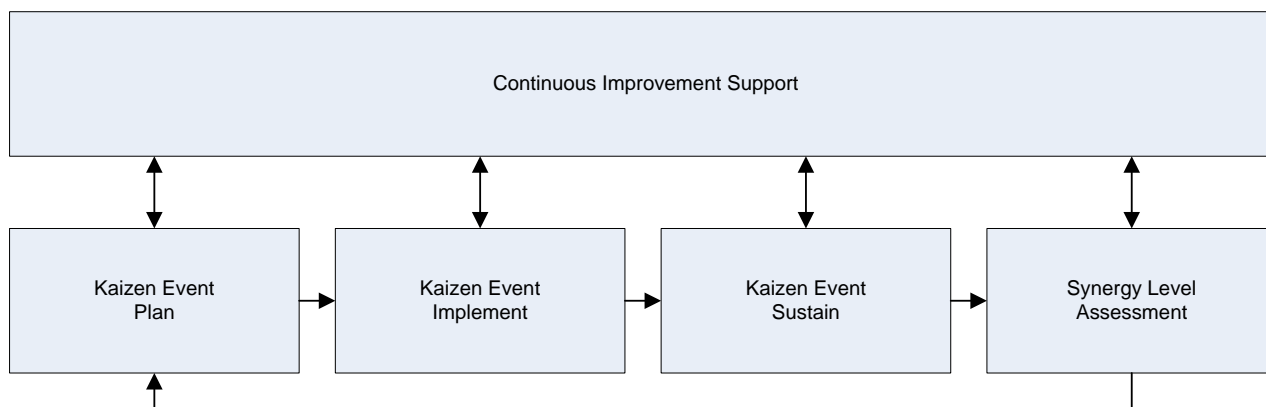 Continuous Improvement Support
Kaizen Event
Plan
Kaizen Event
Implement
Kaizen Event
Sustain
Synergy Level
Assessment